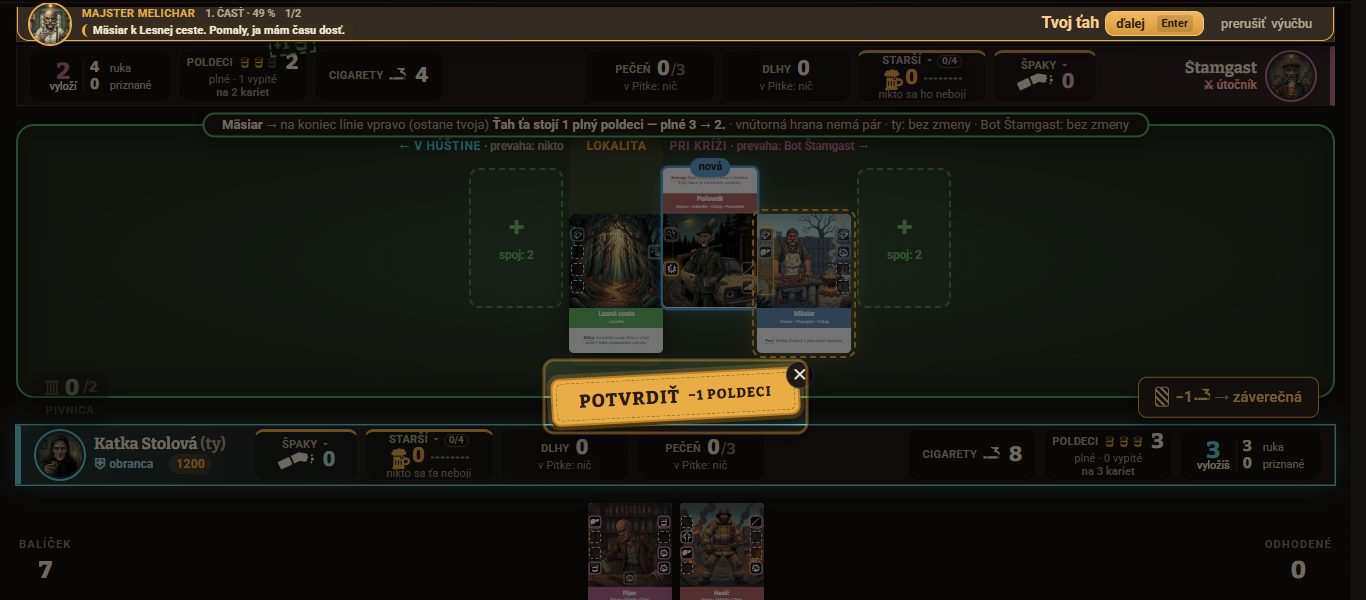 MAJSTER MELICHAR 1. ČASŤ · 49 % 1/2
Mäsiar k Lesnej ceste. Pomaly, ja mám času dosť.
Tvoj ťah ďalej Enter prerušiť výučbu
2 vyloží
4 ruka
0 priznané
POLDECI 2
plné · 1 vypité
na 2 kariet
CIGARETY 4
PEČEŇ 0/3
v Pitke: nič
DLHY 0
v Pitke: nič
STARŠÍ 0/4
0
nikto sa ho nebojí
ŠPAKY
0
Štamgast
útočník
Mäsiar → na koniec línie vpravo (ostane tvoja) Ťah ťa stojí 1 plný poldeci — plné 3 → 2. · vnútorná hrana nemá pár · ty: bez zmeny · Bot Štamgast: bez zmeny
← V HÚŠTINE · prevaha: nikto
LOKALITA
PRI KRÍŽI · prevaha: Bot Štamgast →
nová
Poľovník
+
spoj: 2
+
spoj: 2
Lesná cesta
Mäsiar
0/2
PIVNICA
POTVRDIŤ −1 POLDECI
−1 → záverečná
Katka Stolová (ty)
obranca 1200
ŠPAKY
0
STARŠÍ 0/4
0
nikto sa ťa nebojí
DLHY 0
v Pitke: nič
PEČEŇ 0/3
v Pitke: nič
CIGARETY 8
POLDECI 3
plné · 0 vypité
na 3 kariet
3 vyložíš
3 ruka
0 priznané
BALÍČEK
7
ODHODENÉ
0
Pijan
Hasič